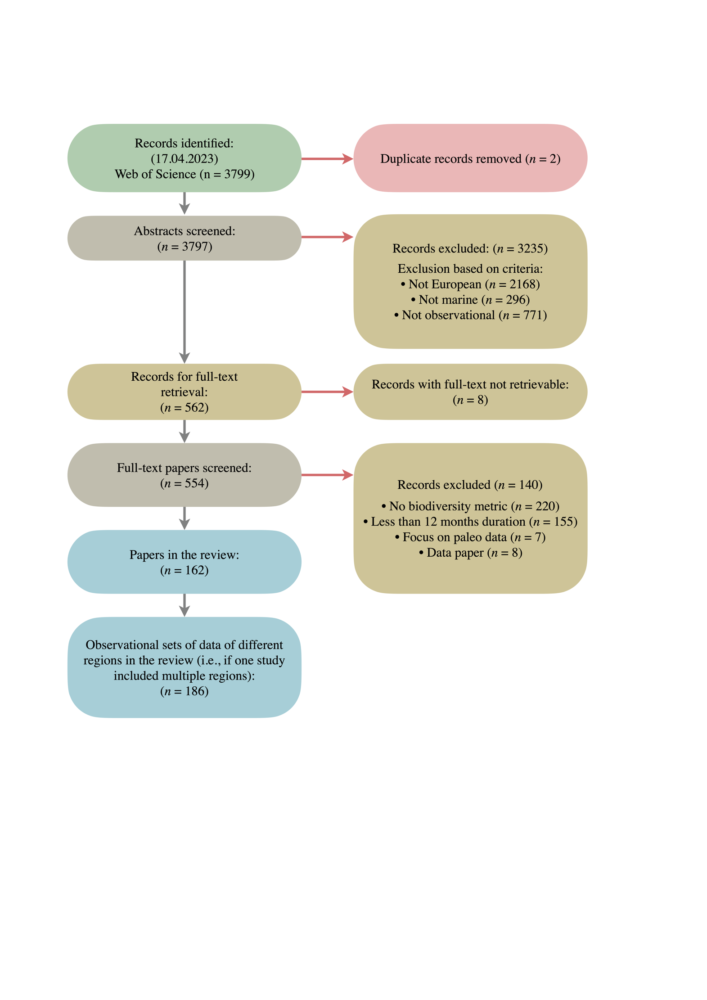 Records identified:
(17.04.2023)
Web of Science (n = 3799)
Duplicate records removed (n = 2)
Abstracts screened:
(n = 3797)
Records excluded: (n = 3235)
Exclusion based on criteria:
• Not European (n = 2168)
• Not marine (n = 296)
• Not observational (n = 771)
Records for full-text
retrieval:
(n = 562)
Records with full-text not retrievable:
(n = 8)
Full-text papers screened:
(n = 554)
Records excluded (n = 140)
• No biodiversity metric (n = 220)
• Less than 12 months duration (n = 155)
• Focus on paleo data (n = 7)
• Data paper (n = 8)
Papers in the review:
(n = 162)
Observational sets of data of different
regions in the review (i.e., if one study
included multiple regions):
(n = 186)